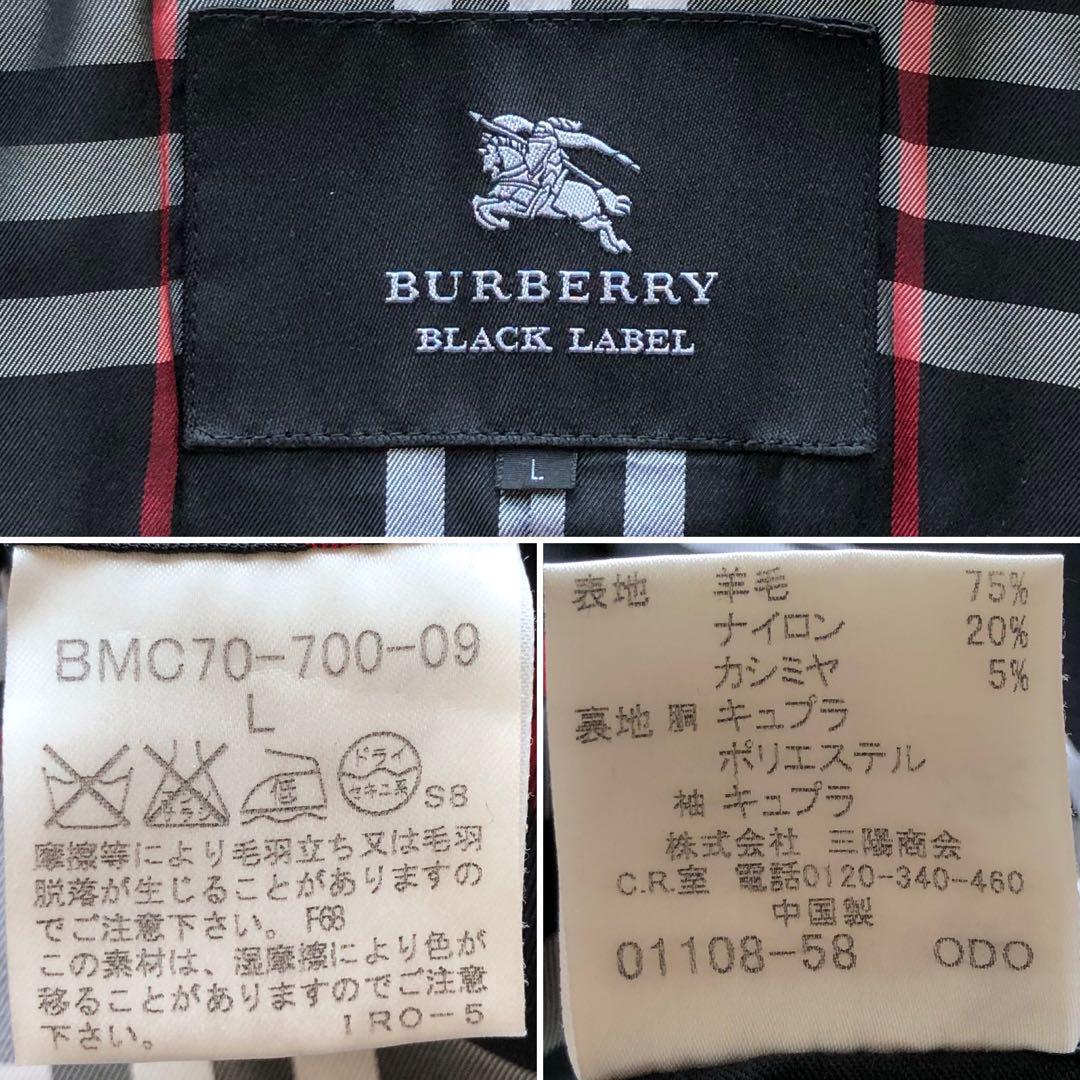 BURBERRY
BLACK LABEL
L
BMC70-700-09
L
エンソサラシ
低
ドライ
セキユ系
S8
摩擦等により毛羽立ち又は毛羽
脱落が生じることがありますの
でご注意下さい。 F68
この素材は、湿摩擦により色が
移ることがありますのでご注意
下さい。 IRO-5
表地 羊毛 75%
ナイロン 20%
カシミヤ 5%
裏地 胴 キュプラ
ポリエステル
袖 キュプラ
株式会社 三陽商会
C.R.室 電話0120-340-460
中国製
01108-58 ODO